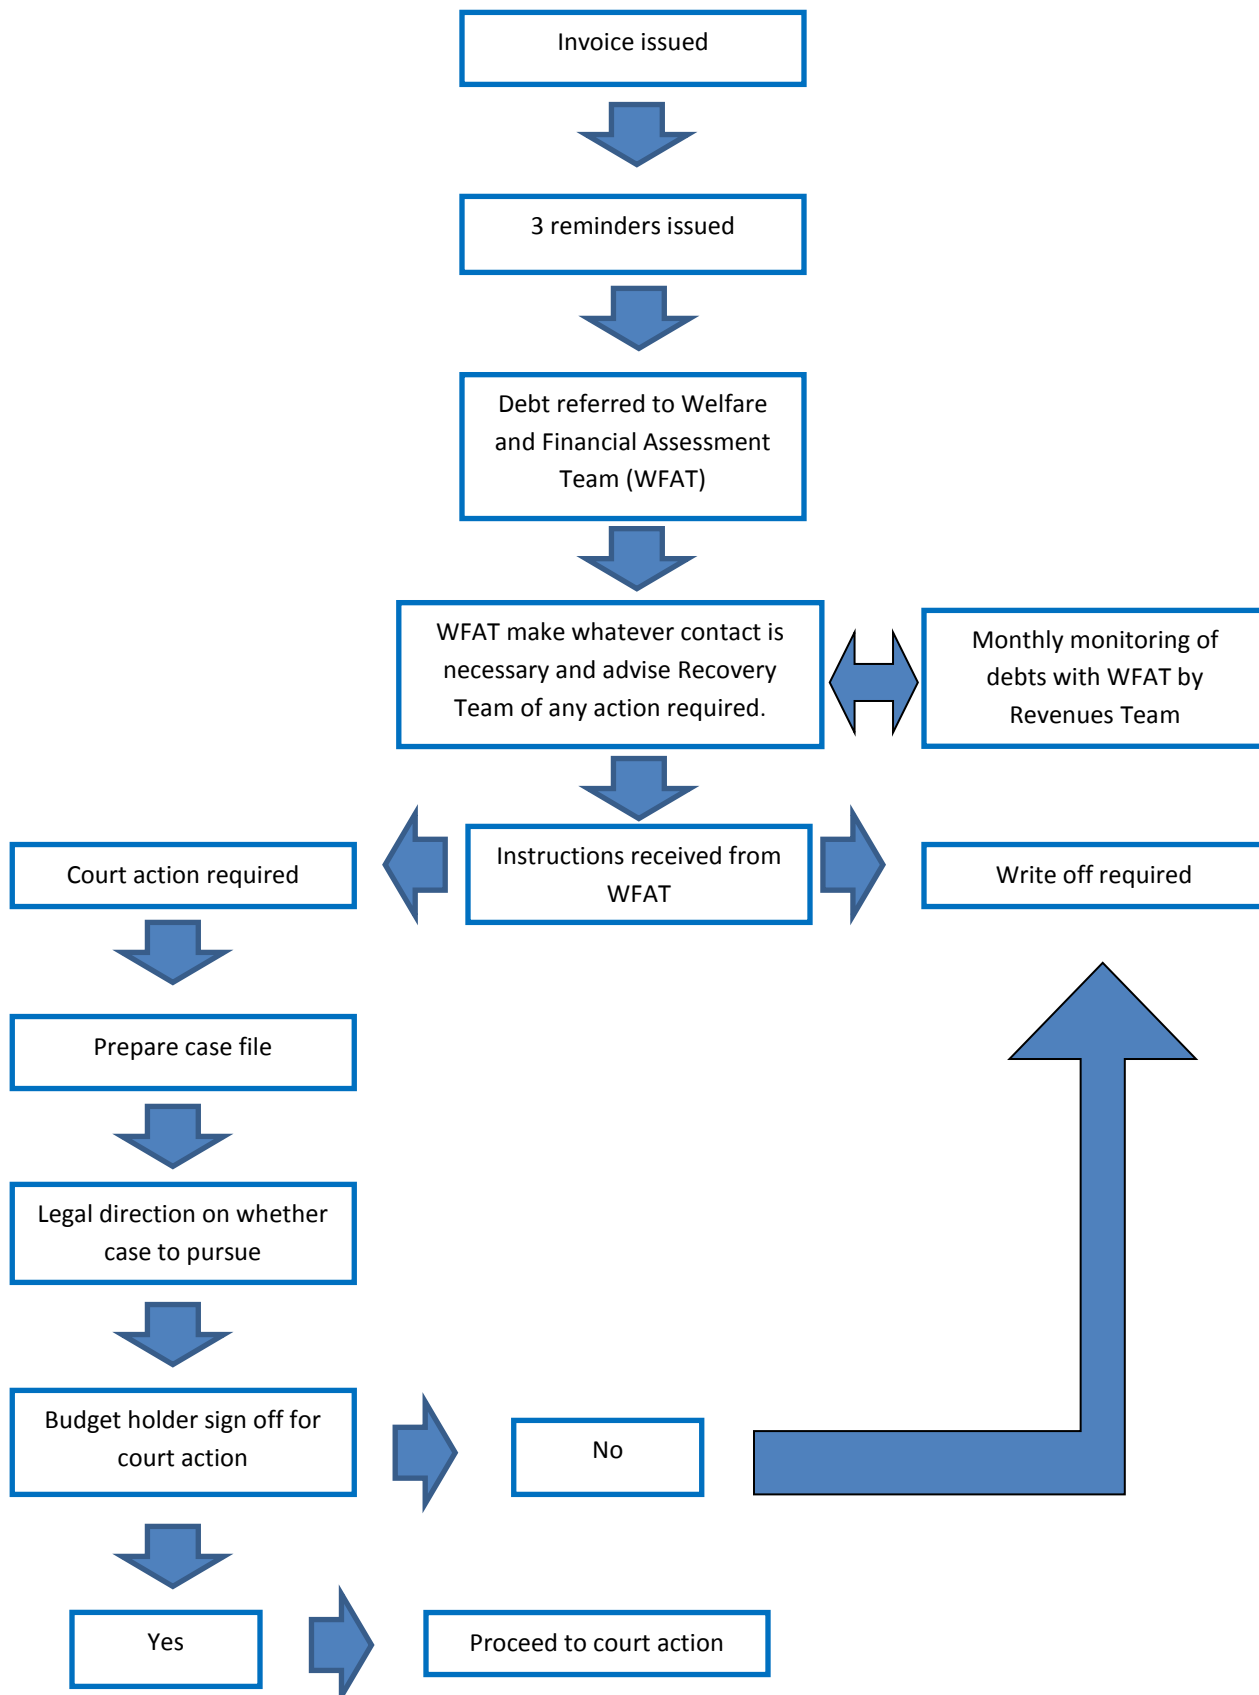 Invoice issued
3 reminders issued
Debt referred to Welfare
and Financial Assessment
Team (WFAT)
WFAT make whatever contact is
necessary and advise Recovery
Team of any action required.
Monthly monitoring of
debts with WFAT by
Revenues Team
Court action required
Instructions received from
WFAT
Write off required
Prepare case file
Legal direction on whether
case to pursue
Budget holder sign off for
court action
No
Yes
Proceed to court action